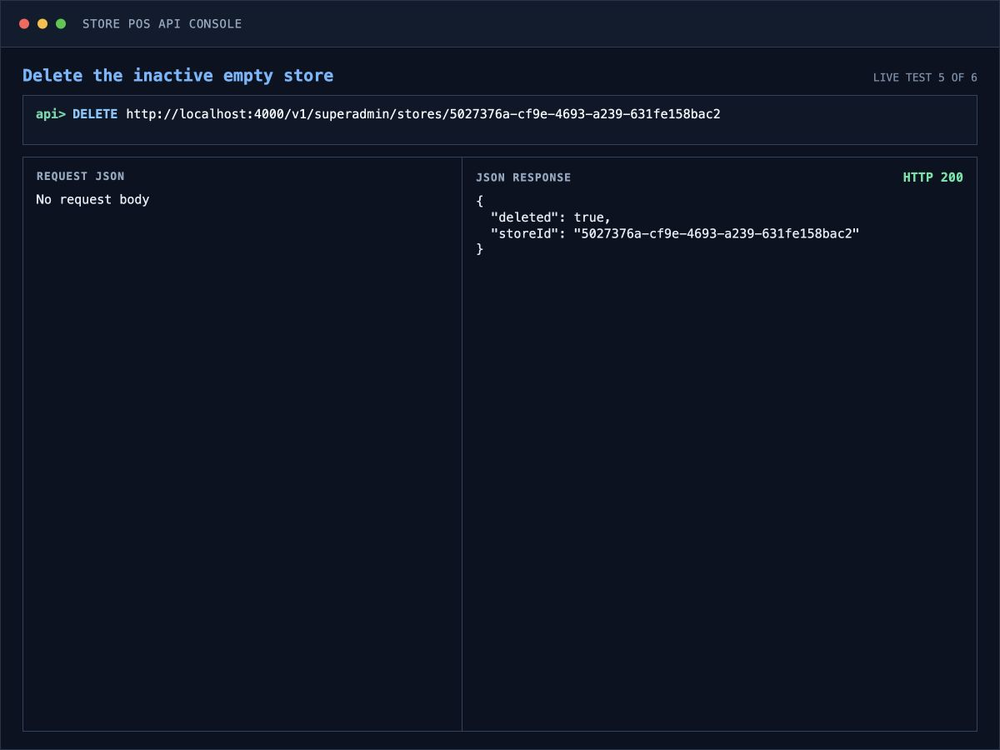 STORE POS API CONSOLE
Delete the inactive empty store
LIVE TEST 5 OF 6
api> DELETE http://localhost:4000/v1/superadmin/stores/5027376a-cf9e-4693-a239-631fe158bac2
REQUEST JSON
No request body
JSON RESPONSE
HTTP 200
{
  "deleted": true,
  "storeId": "5027376a-cf9e-4693-a239-631fe158bac2"
}